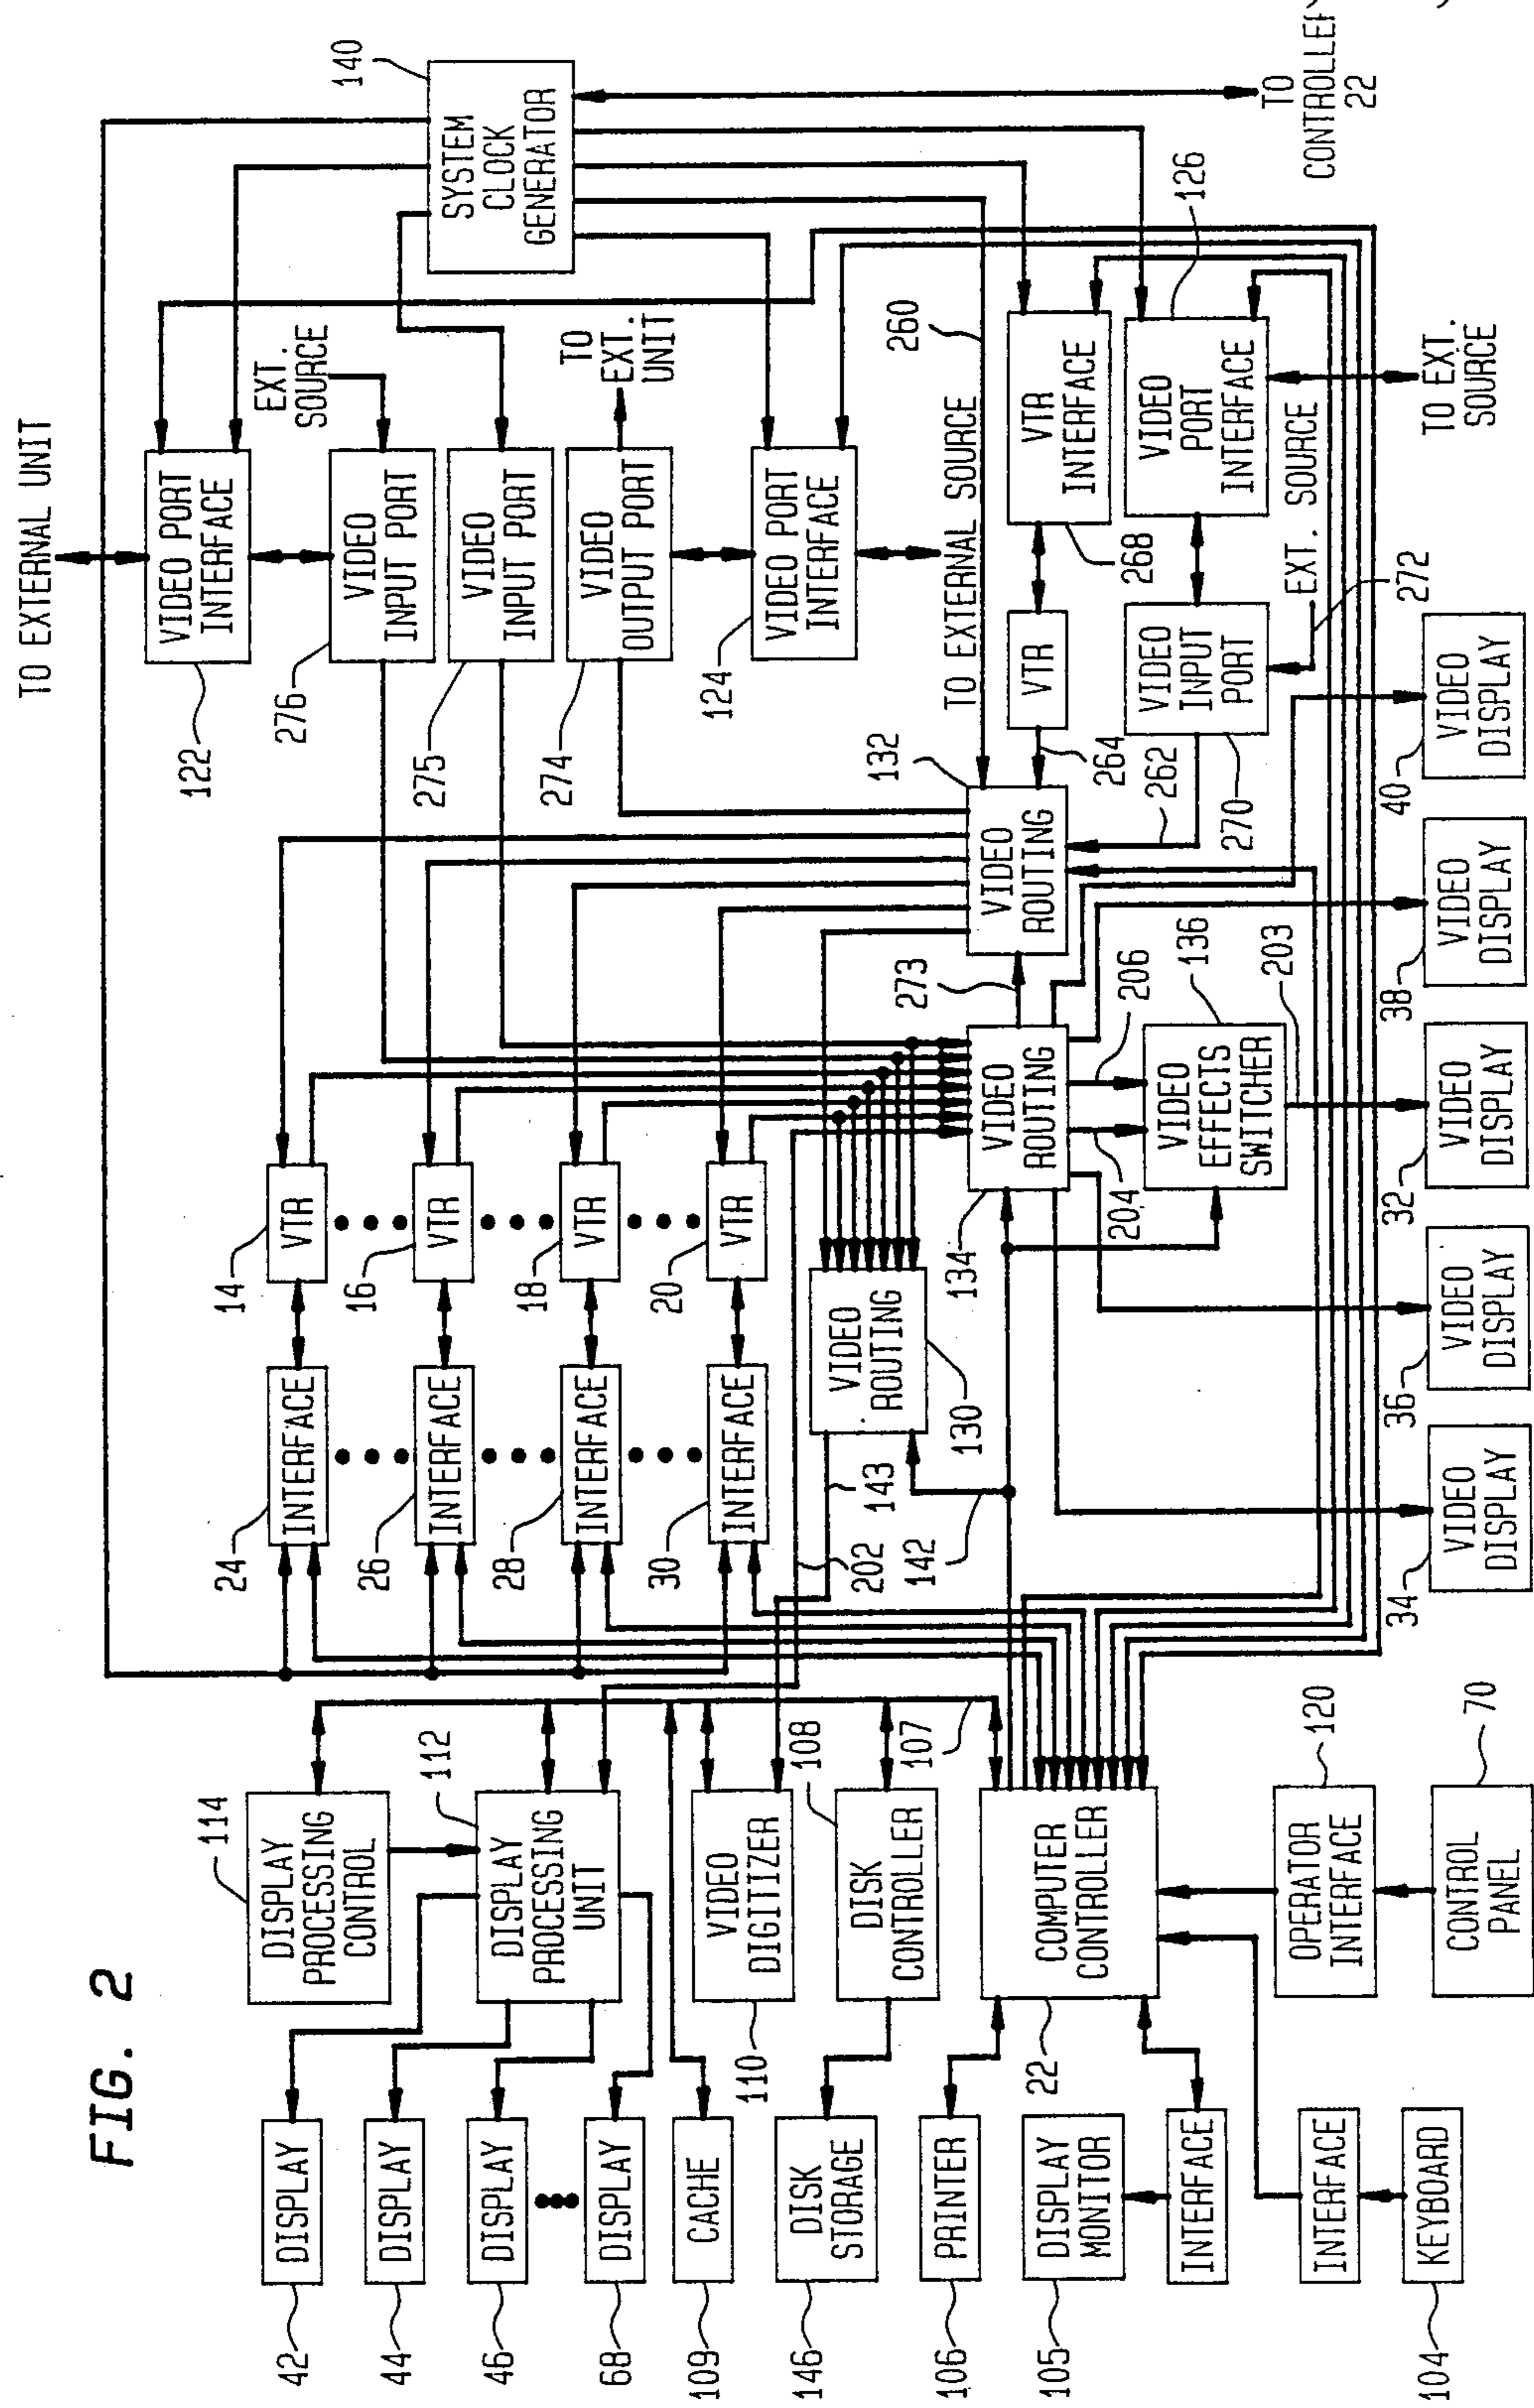 FIG. 2
42
DISPLAY
44
DISPLAY
46
DISPLAY
68
DISPLAY
109
CACHE
146
DISK
STORAGE
106
PRINTER
105
DISPLAY
MONITOR
INTERFACE
INTERFACE
104
KEYBOARD
114
DISPLAY
PROCESSING
CONTROL
112
DISPLAY
PROCESSING
UNIT
110
VIDEO
DIGITIZER
108
DISK
CONTROLLER
107
22
COMPUTER
CONTROLLER
120
OPERATOR
INTERFACE
70
CONTROL
PANEL
24
INTERFACE
26
INTERFACE
28
INTERFACE
30
INTERFACE
14
VTR
16
VTR
18
VTR
20
VTR
202
143
142
VIDEO
ROUTING
130
134
VIDEO
ROUTING
273
132
VIDEO
ROUTING
204
206
136
VIDEO
EFFECTS
SWITCHER
203
34
VIDEO
DISPLAY
36
VIDEO
DISPLAY
32
VIDEO
DISPLAY
38
VIDEO
DISPLAY
40
VIDEO
DISPLAY
TO EXTERNAL UNIT
122
VIDEO PORT
INTERFACE
276
VIDEO
INPUT PORT
EXT.
SOURCE
275
VIDEO
INPUT PORT
274
VIDEO
OUTPUT PORT
TO
EXT.
UNIT
124
VIDEO PORT
INTERFACE
TO EXTERNAL SOURCE
260
264
VTR
268
VTR
INTERFACE
262
270
VIDEO
INPUT
PORT
272
EXT. SOURCE
126
VIDEO
PORT
INTERFACE
TO EXT.
SOURCE
140
SYSTEM
CLOCK
GENERATOR
TO
CONTROLLER
22